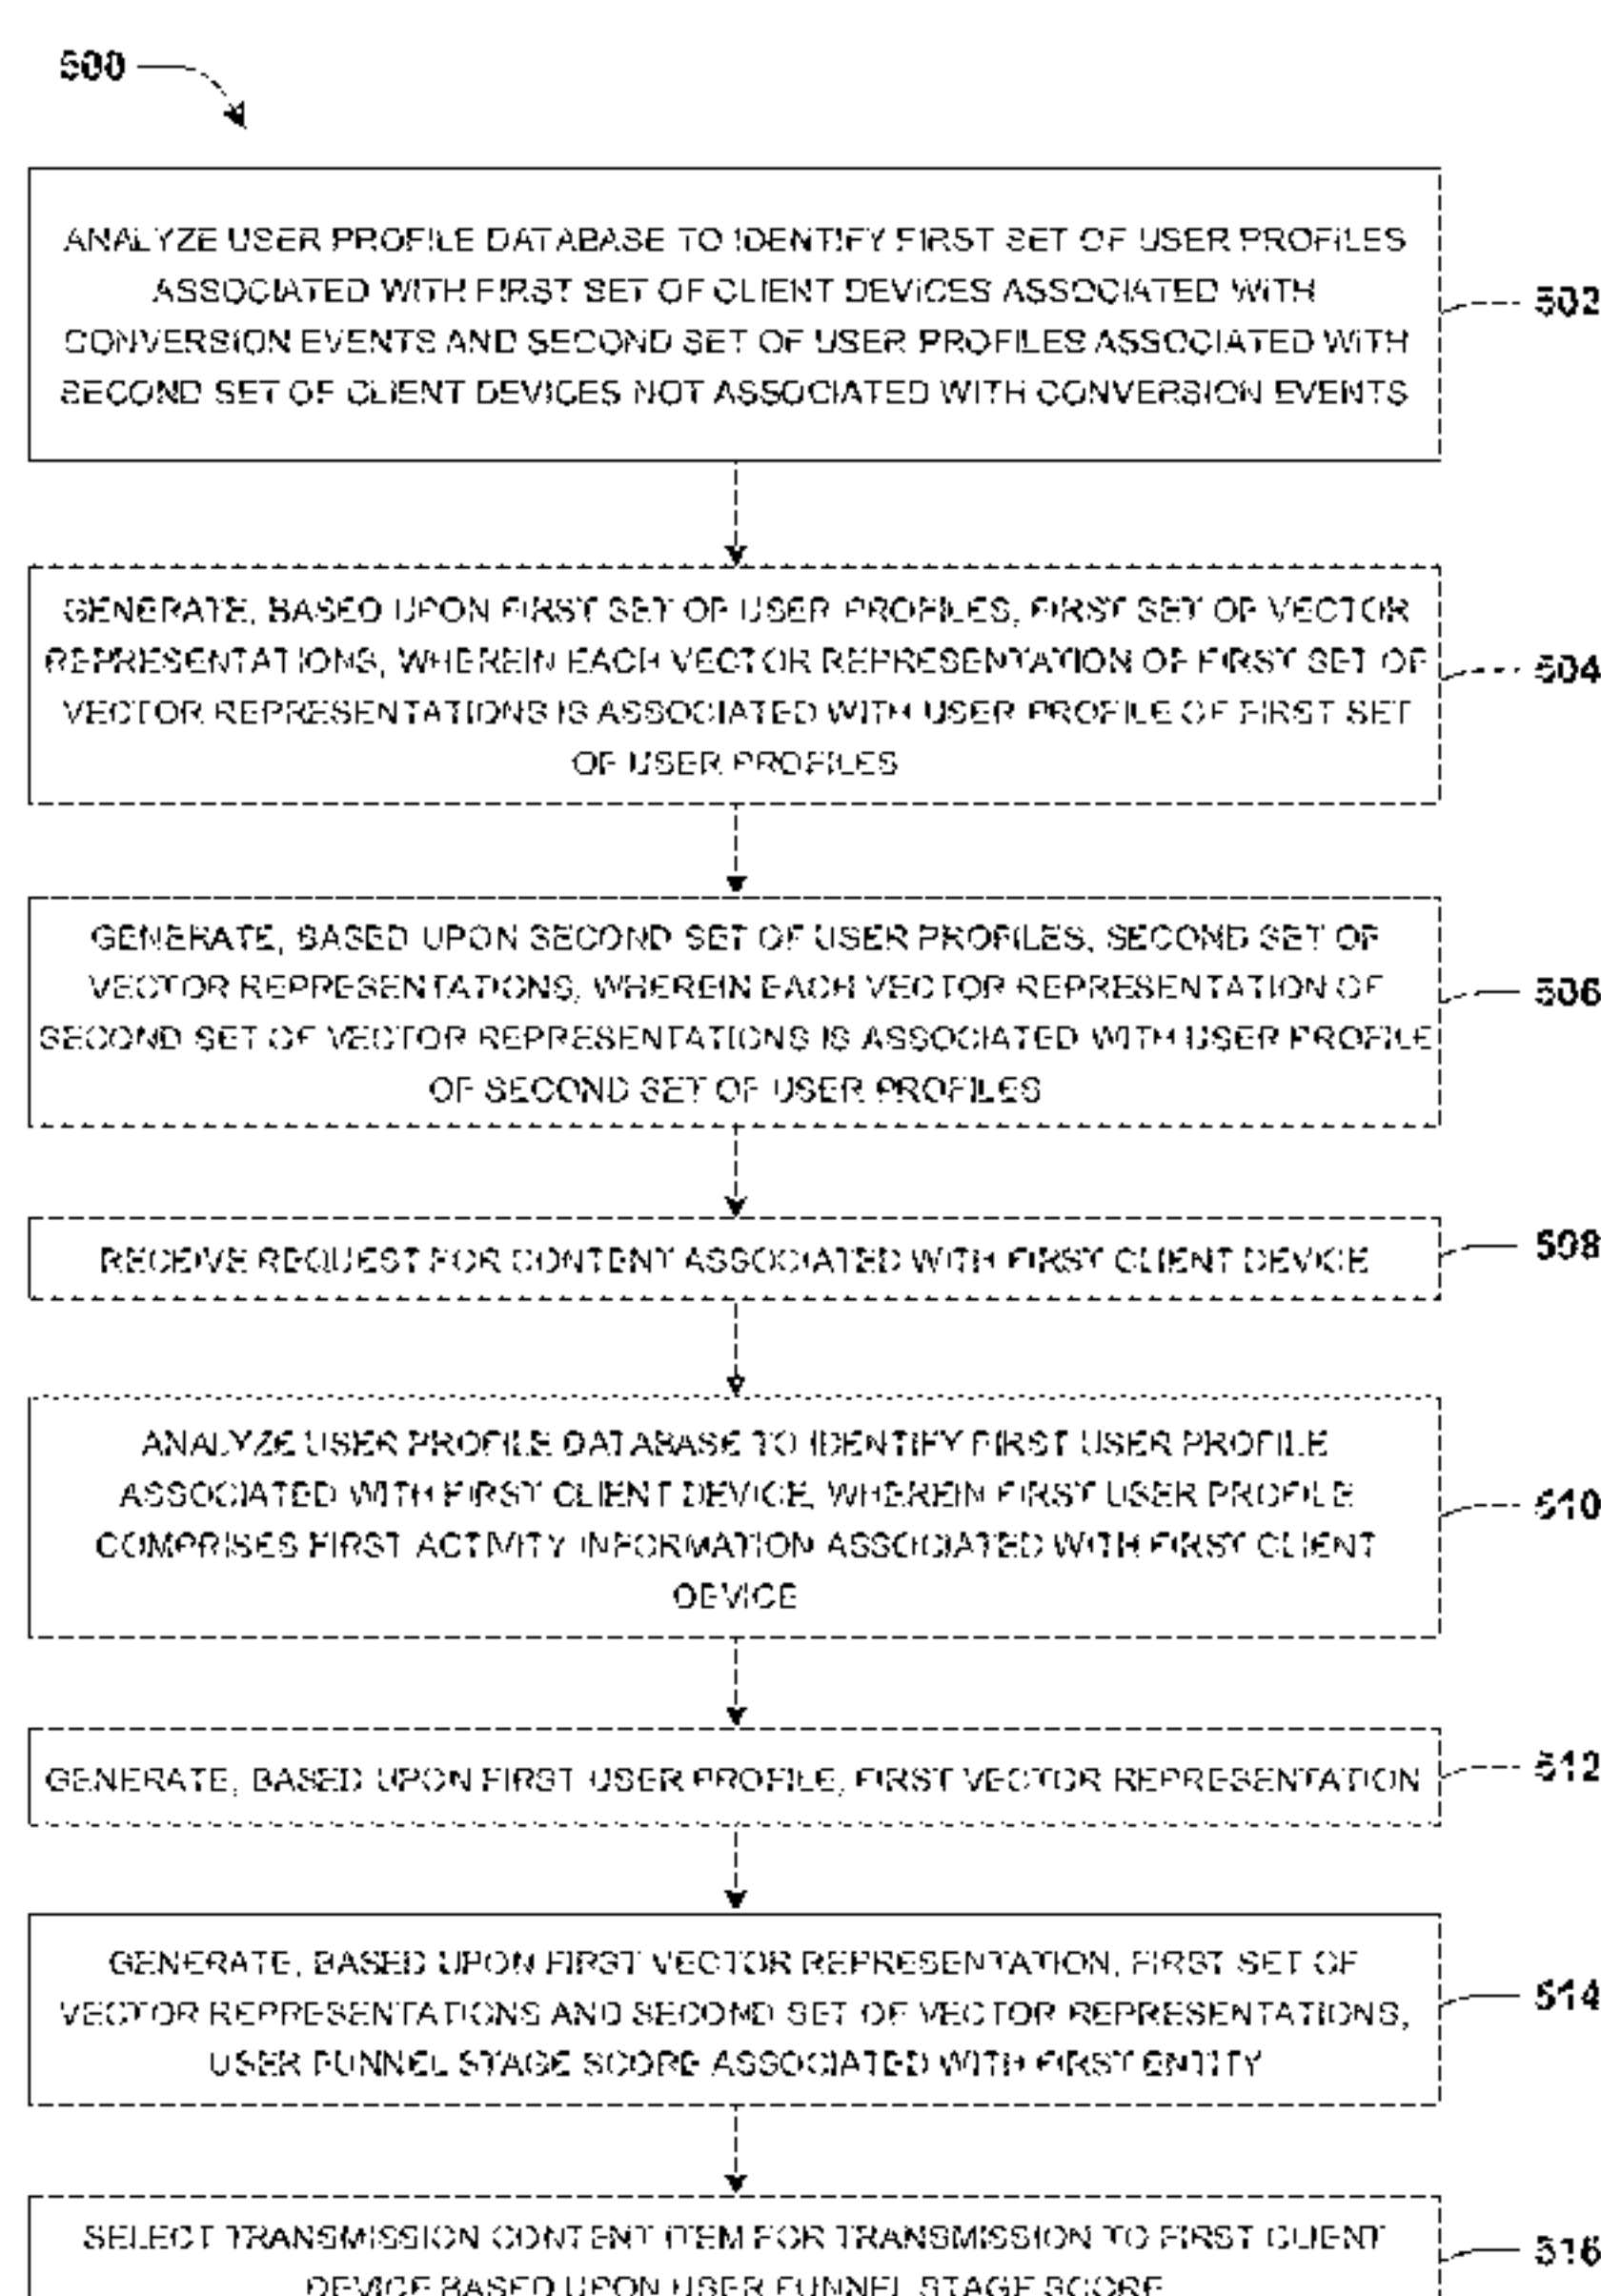 500
ANALYZE USER PROFILE DATABASE TO IDENTIFY FIRST SET OF USER PROFILES
ASSOCIATED WITH FIRST SET OF CLIENT DEVICES ASSOCIATED WITH
CONVERSION EVENTS AND SECOND SET OF USER PROFILES ASSOCIATED WITH
SECOND SET OF CLIENT DEVICES NOT ASSOCIATED WITH CONVERSION EVENTS
502
GENERATE, BASED UPON FIRST SET OF USER PROFILES, FIRST SET OF VECTOR
REPRESENTATIONS, WHEREIN EACH VECTOR REPRESENTATION OF FIRST SET OF
VECTOR REPRESENTATIONS IS ASSOCIATED WITH USER PROFILE OF FIRST SET
OF USER PROFILES
504
GENERATE, BASED UPON SECOND SET OF USER PROFILES, SECOND SET OF
VECTOR REPRESENTATIONS, WHEREIN EACH VECTOR REPRESENTATION OF
SECOND SET OF VECTOR REPRESENTATIONS IS ASSOCIATED WITH USER PROFILE
OF SECOND SET OF USER PROFILES
506
RECEIVE REQUEST FOR CONTENT ASSOCIATED WITH FIRST CLIENT DEVICE
508
ANALYZE USER PROFILE DATABASE TO IDENTIFY FIRST USER PROFILE
ASSOCIATED WITH FIRST CLIENT DEVICE, WHEREIN FIRST USER PROFILE
COMPRISES FIRST ACTIVITY INFORMATION ASSOCIATED WITH FIRST CLIENT
DEVICE
510
GENERATE, BASED UPON FIRST USER PROFILE, FIRST VECTOR REPRESENTATION
512
GENERATE, BASED UPON FIRST VECTOR REPRESENTATION, FIRST SET OF
VECTOR REPRESENTATIONS AND SECOND SET OF VECTOR REPRESENTATIONS,
USER FUNNEL STAGE SCORE ASSOCIATED WITH FIRST ENTITY
514
SELECT TRANSMISSION CONTENT ITEM FOR TRANSMISSION TO FIRST CLIENT
DEVICE BASED UPON USER FUNNEL STAGE SCORE
516